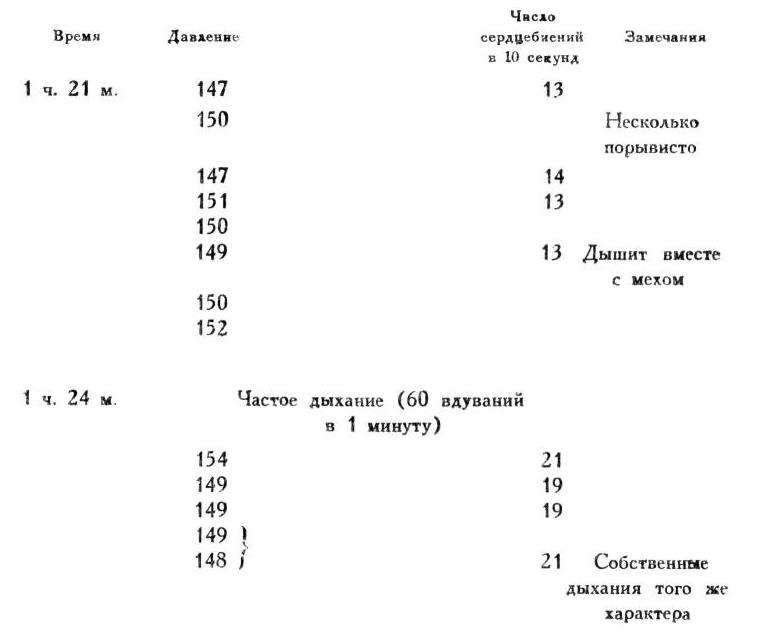 Время Давление Число сердцебиений в 10 секунд Замечания
1 ч. 21 м. 147 13
150 Несколько
порывисто
147 14
151 13
150
149 13 Дышит вместе
с мехом
150
152
1 ч. 24 м. Частое дыхание (60 вдуваний
в 1 минуту)
154 21
149 19
149 19
149 }
148 21 Собственные
дыхания того же
характера